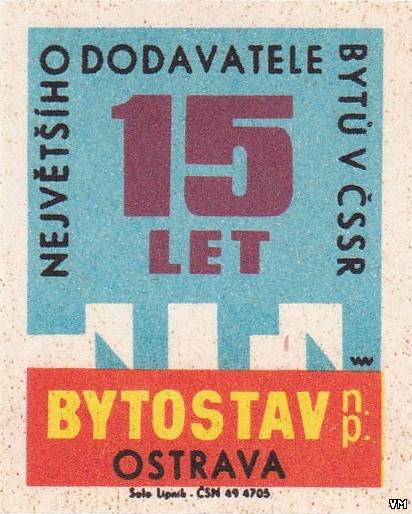 NEJVĚTŠÍHO DODAVATELE BYTŮ V ČSSR
15
LET
BYTOSTAV n.p.
OSTRAVA
Solo Lipník - ČSN 49 4705
VM